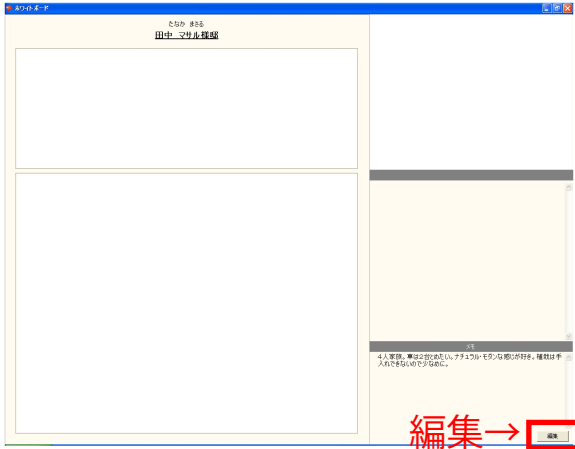 ホワイトボード
たなか まさる
田中 マサル様邸
メモ
4人家族。車は2台とめたい。ナチュラル・モダンな感じが好き。植栽は手
入れできないので少なめに。
編集→
編集